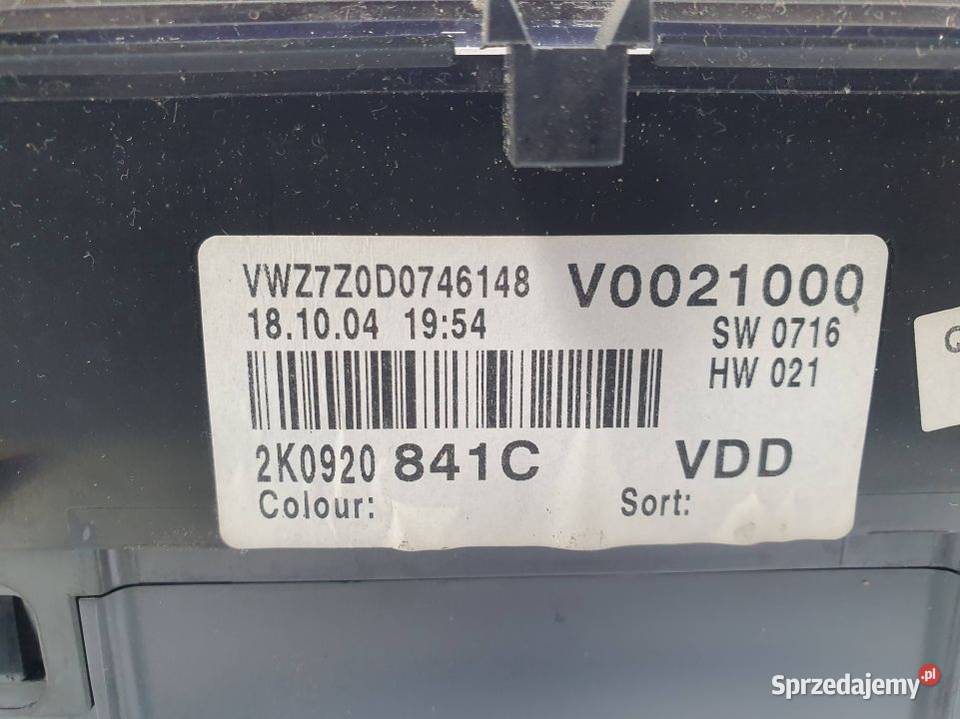 VWZ7Z0D0746148 V0021000
18.10.04 19:54 SW 0716
HW 021
2K0920 841C VDD
Colour: Sort:
Sprzedajemy.pl